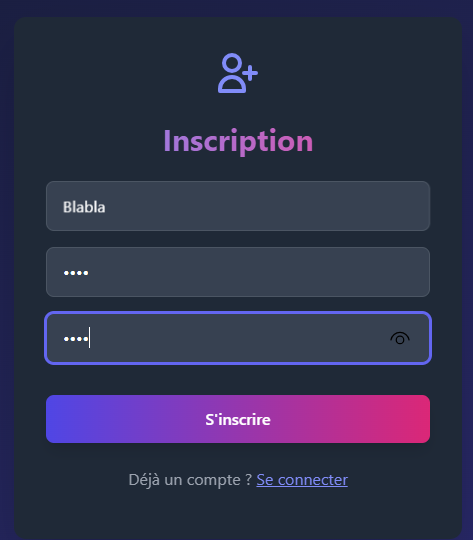 Inscription
Blabla
••••
••••
S'inscrire
Déjà un compte ? Se connecter